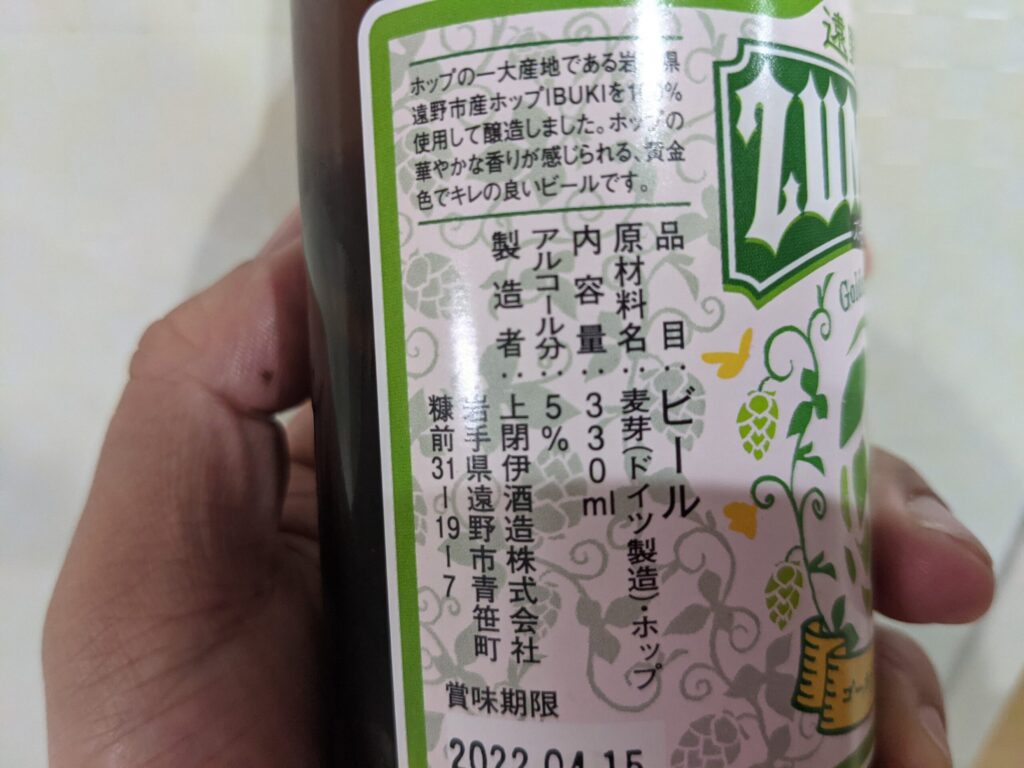 ホップの一大産地である岩手県
遠野市産ホップIBUKIを100%
使用して醸造しました。ホップの
華やかな香りが感じられる、黄金
色でキレの良いビールです。
品目‥ビール
原材料名‥麦芽(ドイツ製造)・ホップ
内容量‥330ml
アルコール分‥5%
製造者‥上閉伊酒造株式会社
岩手県遠野市青笹町
糠前31-19-7
賞味期限
2022.04.15
遠
ZUM
Gol
ゴー